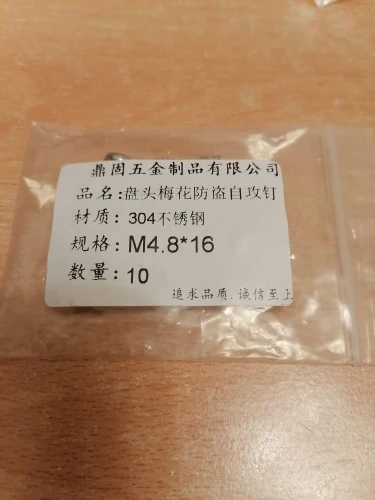 鼎固五金制品有限公司
品名:盘头梅花防盗自攻钉
材质: 304不锈钢
规格: M4.8*16
数量: 10
追求品质.诚信至上